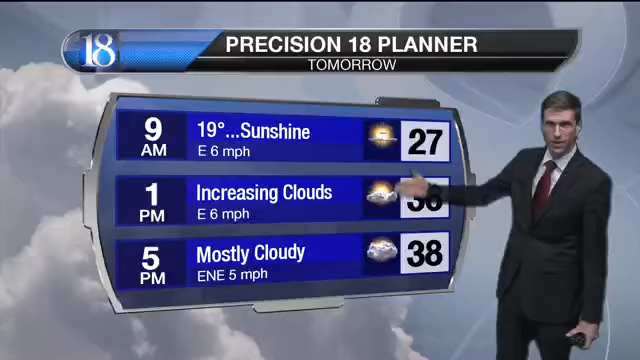 18
PRECISION 18 PLANNER
TOMORROW
9
AM
19°...Sunshine
E 6 mph
27
1
PM
Increasing Clouds
E 6 mph
5
PM
Mostly Cloudy
ENE 5 mph
38